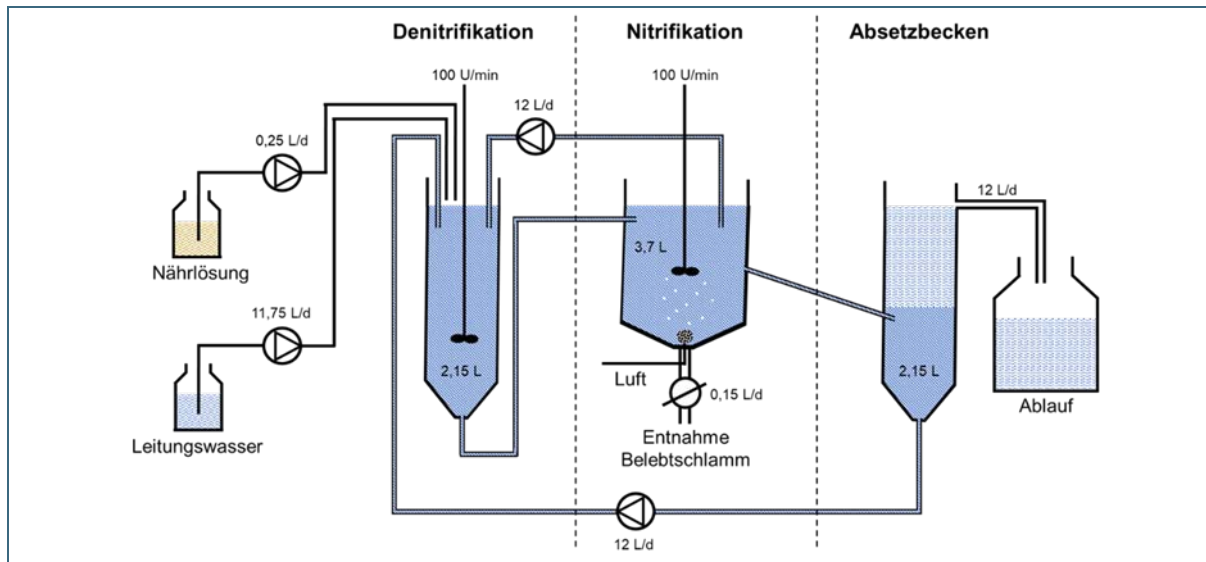 Denitrifikation
Nitrifikation
Absetzbecken
100 U/min
100 U/min
12 L/d
0,25 L/d
12 L/d
3,7 L
Nährlösung
11,75 L/d
2,15 L
Luft
0,15 L/d
2,15 L
Ablauf
Leitungswasser
Entnahme
Belebtschlamm
12 L/d